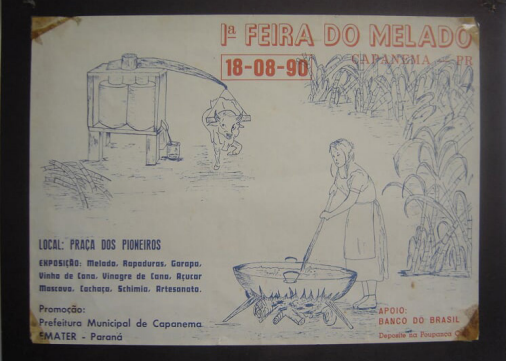 1ª FEIRA DO MELADO
CAPANEMA - PR
18-08-90
LOCAL: PRAÇA DOS PIONEIROS
EXPOSIÇÃO: Melado, Rapaduras, Garapa,
Vinho de Cana, Vinagre de Cana, Açucar
Mascavo, Cachaça, Schimia, Artesanato.
Promoção:
Prefeitura Municipal de Capanema
EMATER - Paraná
APOIO:
BANCO DO BRASIL
Deposite na Poupança